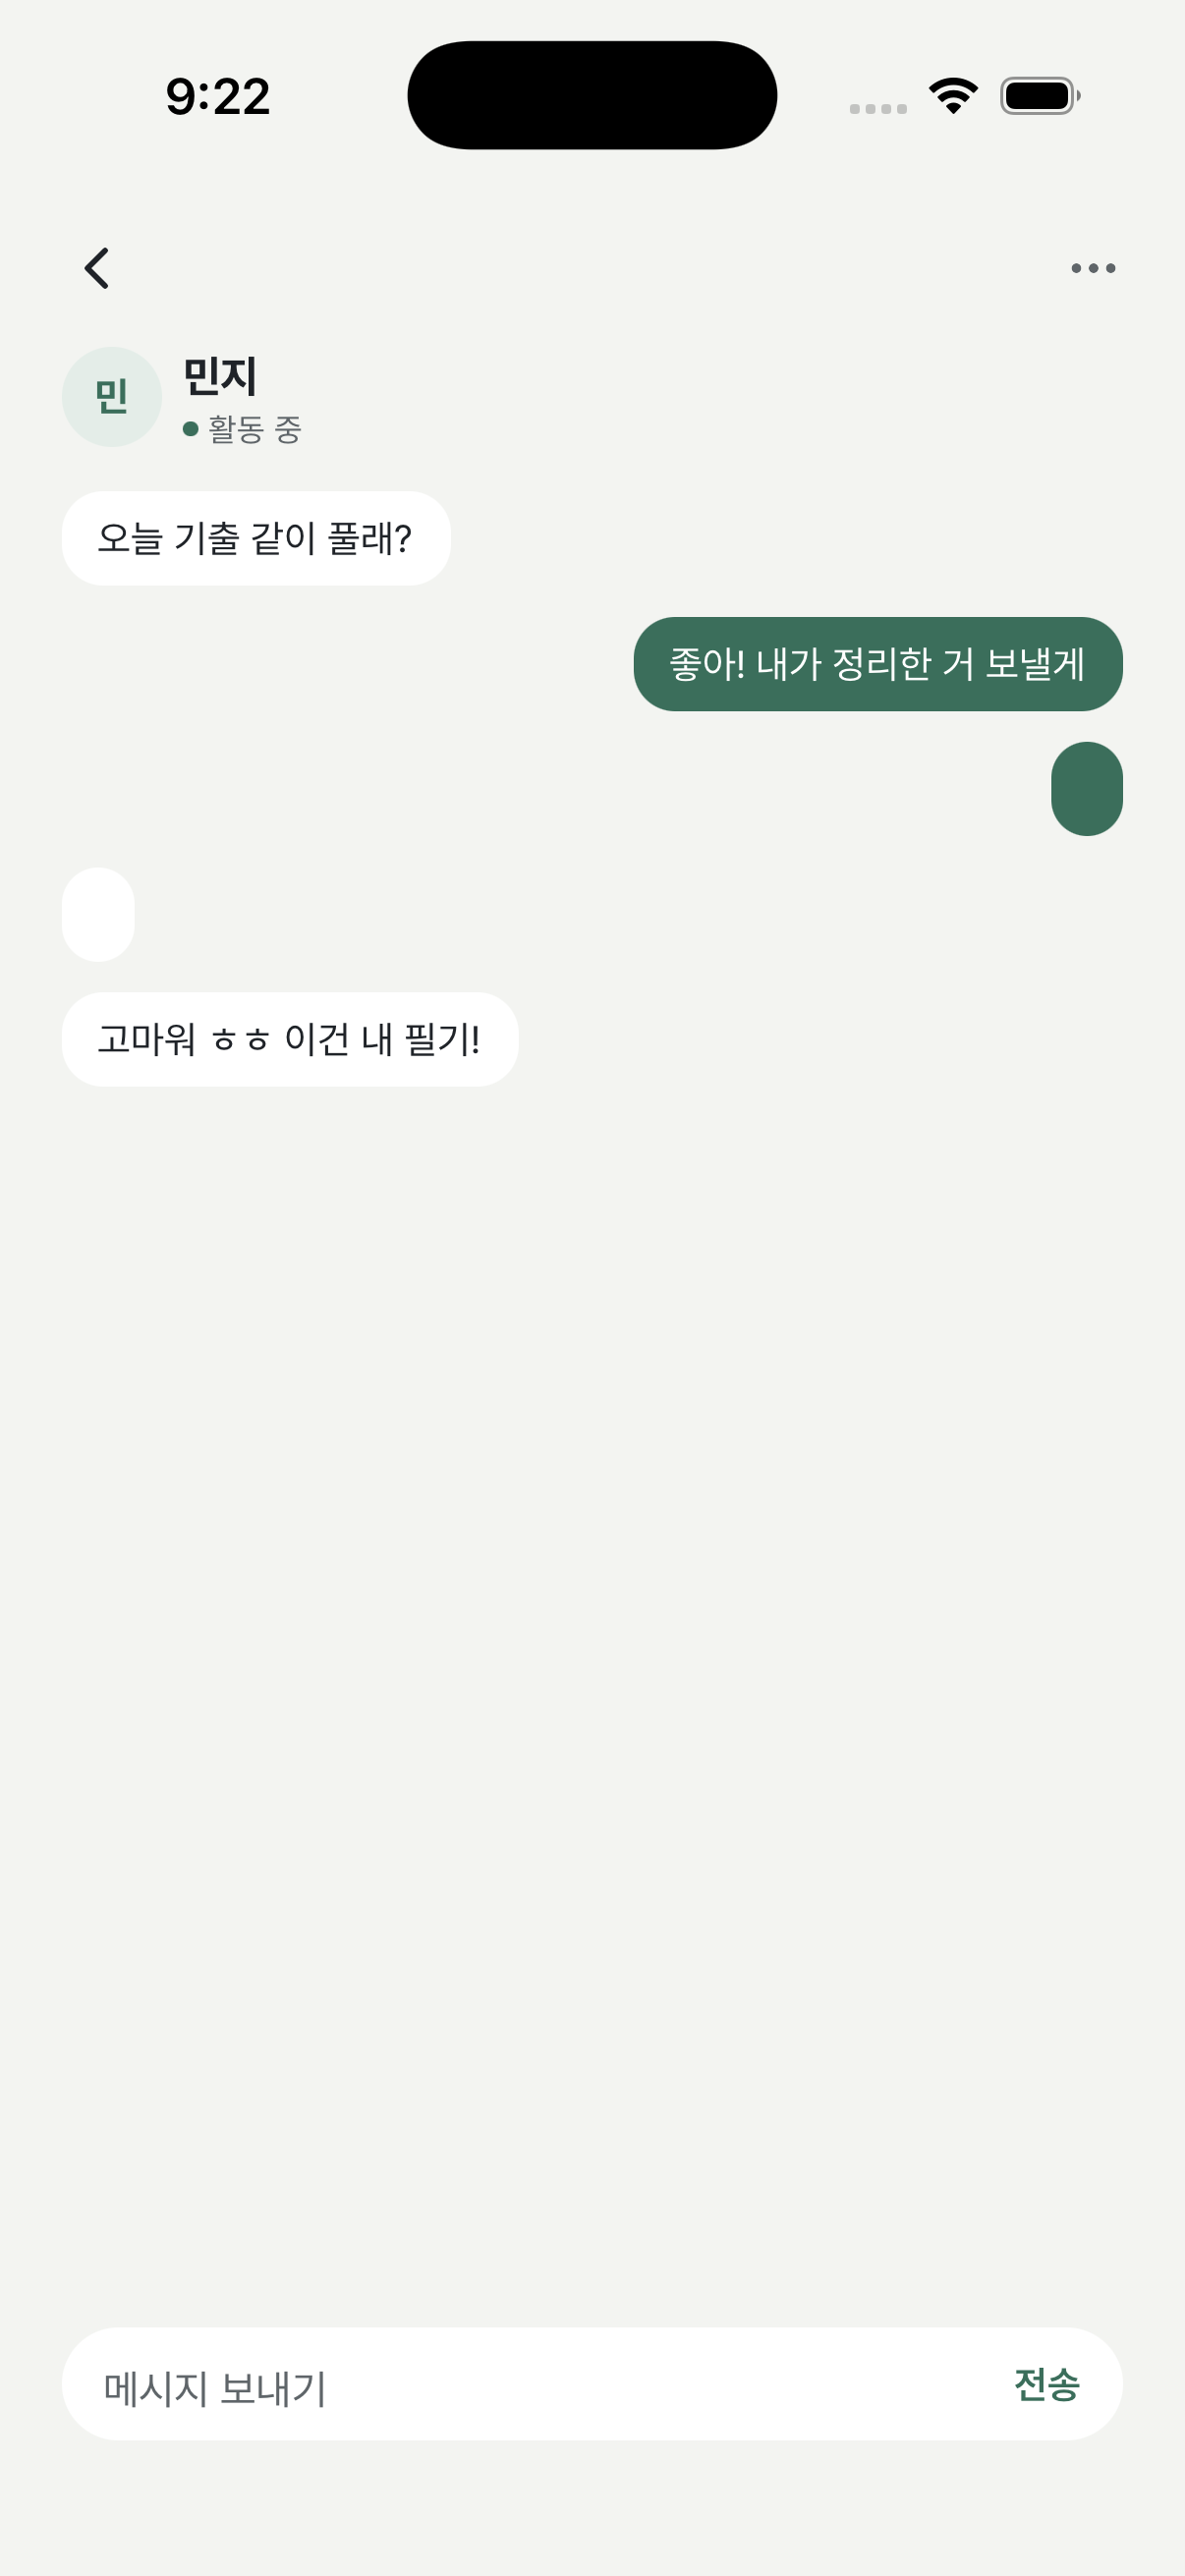 9:22
민
민지
활동 중
오늘 기출 같이 풀래?
좋아! 내가 정리한 거 보낼게
고마워 ㅎㅎ 이건 내 필기!
메시지 보내기
전송